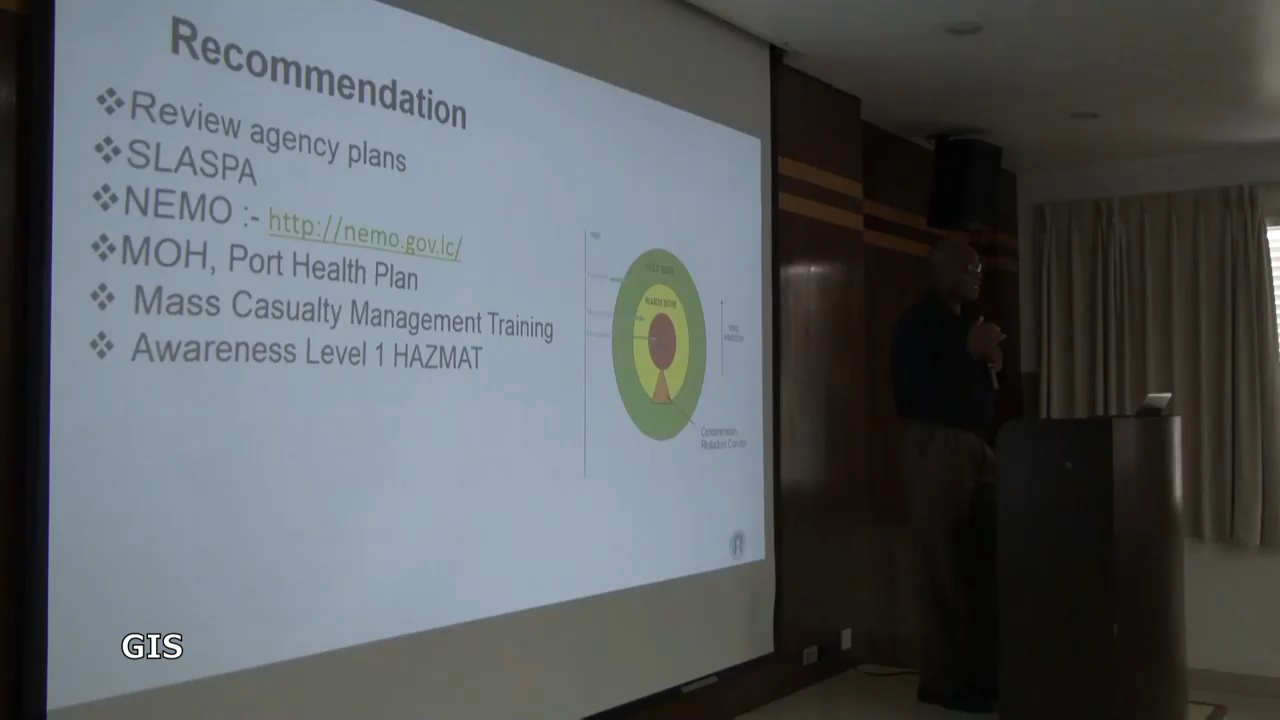 Recommendation
❖Review agency plans
❖SLASPA
❖NEMO :- http://nemo.gov.lc/
❖MOH, Port Health Plan
❖ Mass Casualty Management Training
❖ Awareness Level 1 HAZMAT
WARM ZONE
Contamination
Reduction Corridor
GIS